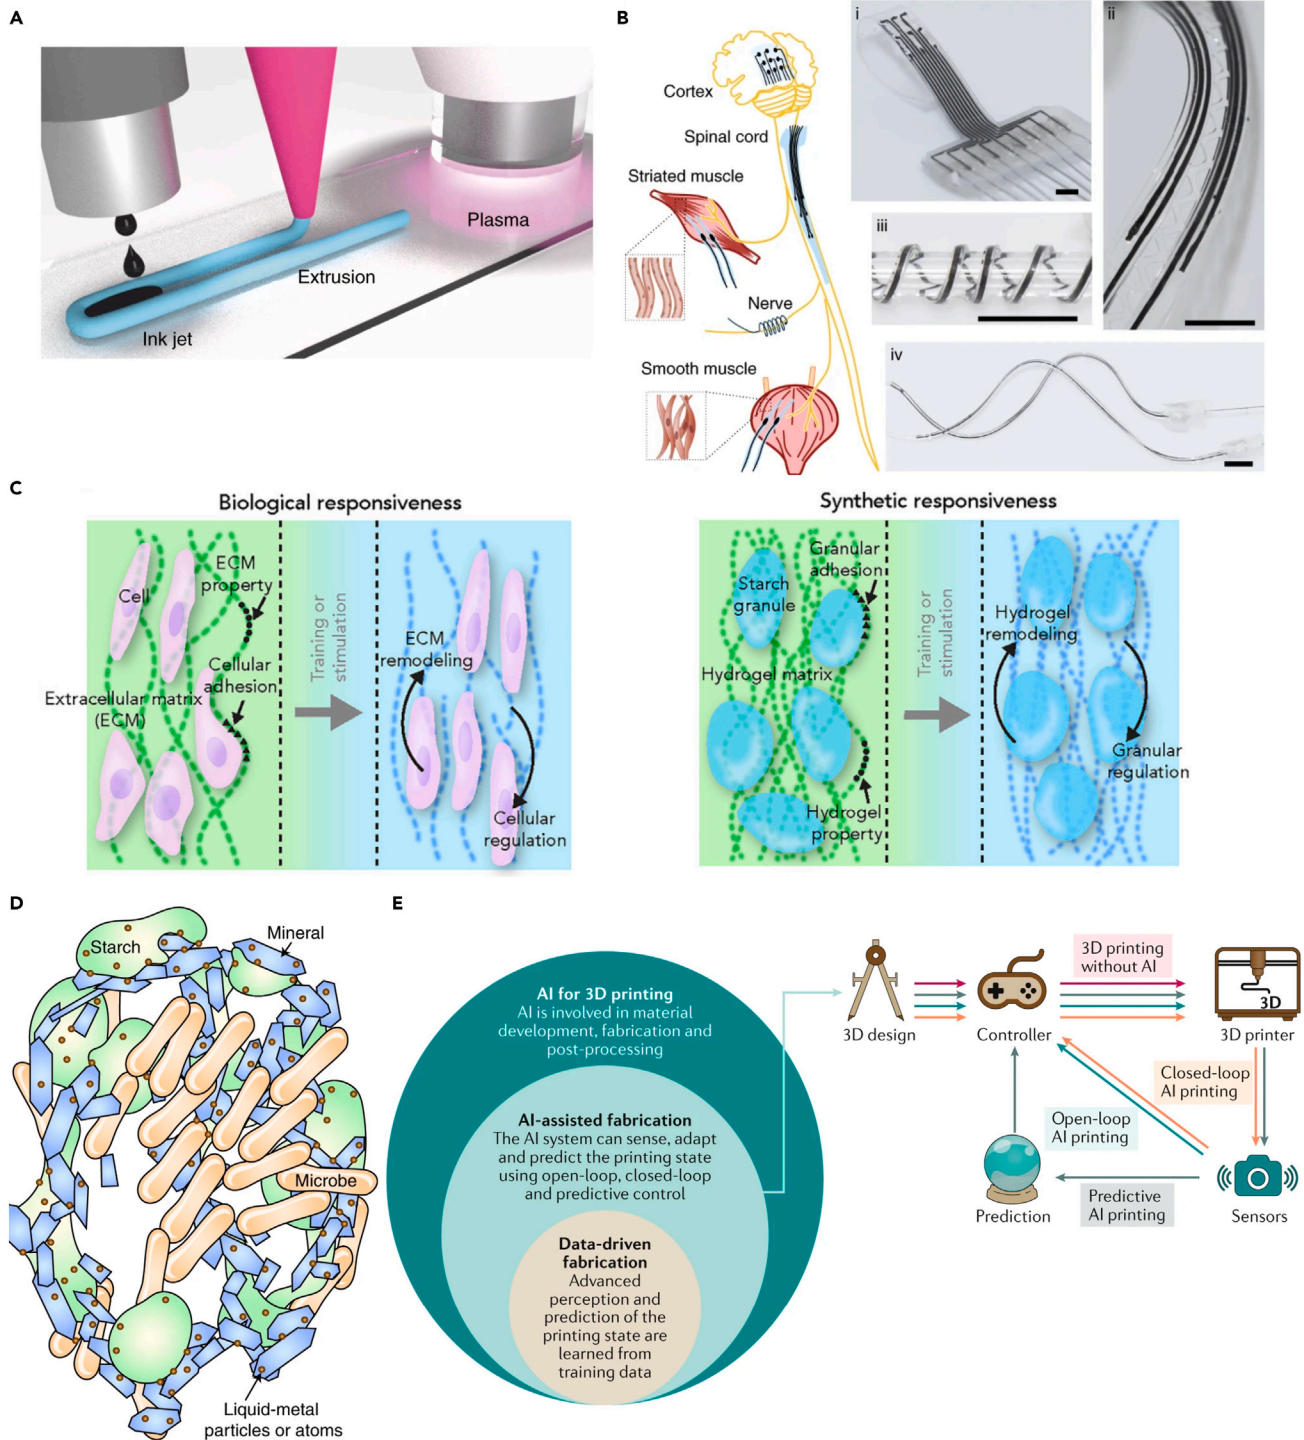 A
Plasma
Extrusion
Ink jet
B
Cortex
Spinal cord
Striated muscle
Nerve
Smooth muscle
i
ii
iii
iv
C
Biological responsiveness
Cell
ECM
property
Cellular
adhesion
Extracellular matrix
(ECM)
Training or
stimulation
ECM
remodeling
Cellular
regulation
Synthetic responsiveness
Starch
granule
Granular
adhesion
Hydrogel matrix
Hydrogel
property
Training or
stimulation
Hydrogel
remodeling
Granular
regulation
D
Starch
Mineral
Microbe
Liquid-metal
particles or atoms
E
AI for 3D printing
AI is involved in material
development, fabrication and
post-processing
AI-assisted fabrication
The AI system can sense, adapt
and predict the printing state
using open-loop, closed-loop
and predictive control
Data-driven
fabrication
Advanced
perception and
prediction of the
printing state are
learned from
training data
3D design
Controller
3D printing
without AI
3D
3D printer
Closed-loop
AI printing
Open-loop
AI printing
Prediction
Predictive
AI printing
Sensors